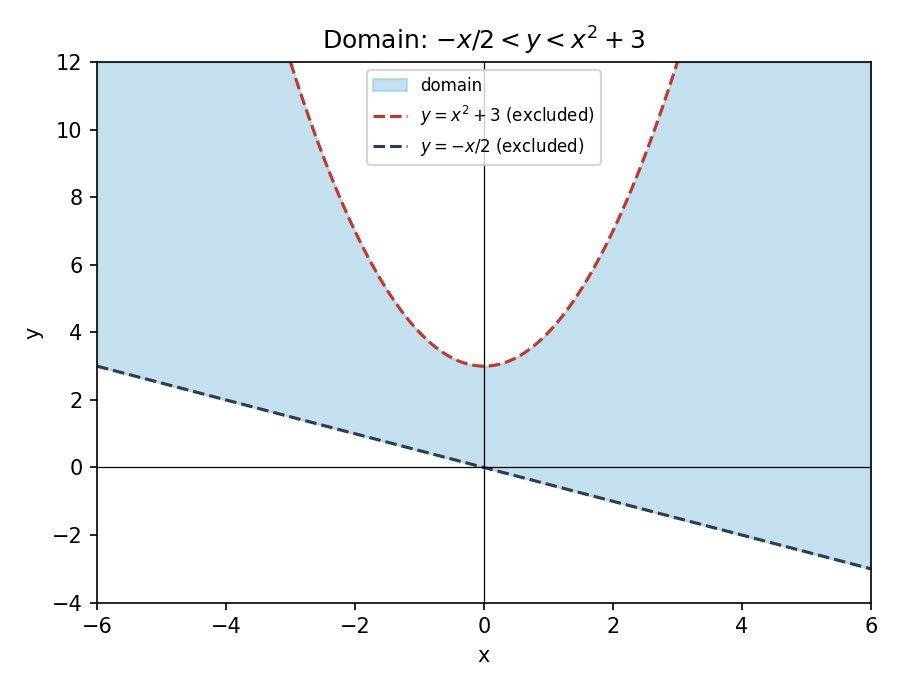 Domain: −x/2 < y < x² + 3
12
10
8
6
4
2
0
−2
−4
y
domain
y = x² + 3 (excluded)
y = −x/2 (excluded)
−6 −4 −2 0 2 4 6
x